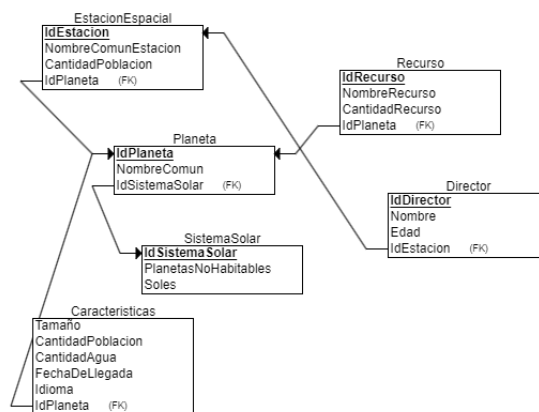 EstacionEspacial
IdEstacion
NombreComunEstacion
CantidadPoblacion
IdPlaneta (FK)
Recurso
IdRecurso
NombreRecurso
CantidadRecurso
IdPlaneta (FK)
Planeta
IdPlaneta
NombreComun
IdSistemaSolar (FK)
Director
IdDirector
Nombre
Edad
IdEstacion (FK)
SistemaSolar
IdSistemaSolar
PlanetasNoHabitables
Soles
Caracteristicas
Tamaño
CantidadPoblacion
CantidadAgua
FechaDeLlegada
Idioma
IdPlaneta (FK)